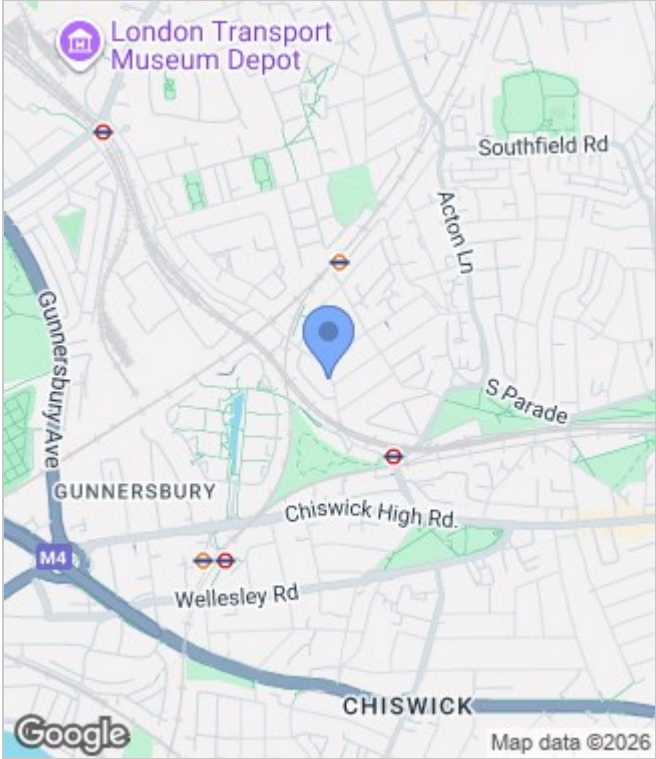 London Transport
Museum Depot
Southfield Rd
Acton Ln
Gunnersbury Ave
S Parade
GUNNERSBURY
Chiswick High Rd.
M4
Wellesley Rd
CHISWICK
Google
Map data ©2026